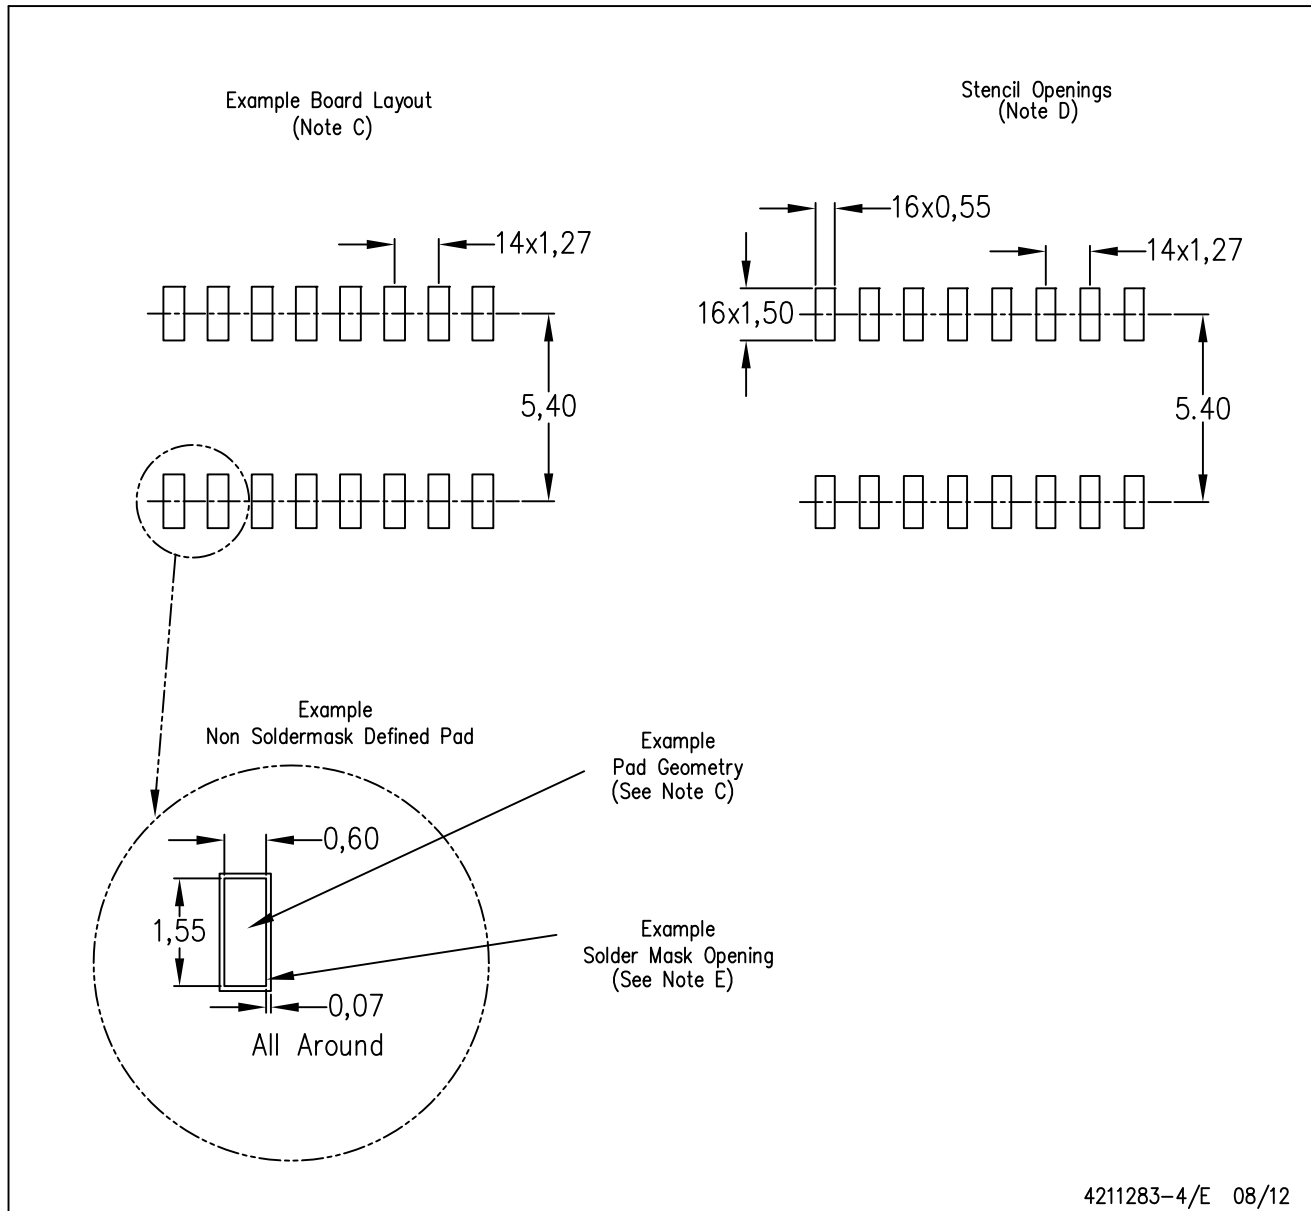 Example Board Layout
(Note C)
Stencil Openings
(Note D)
14x1,27
5,40
16x0,55
14x1,27
16x1,50
5.40
Example
Non Soldermask Defined Pad
Example
Pad Geometry
(See Note C)
0,60
1,55
Example
Solder Mask Opening
(See Note E)
0,07
All Around
4211283-4/E 08/12